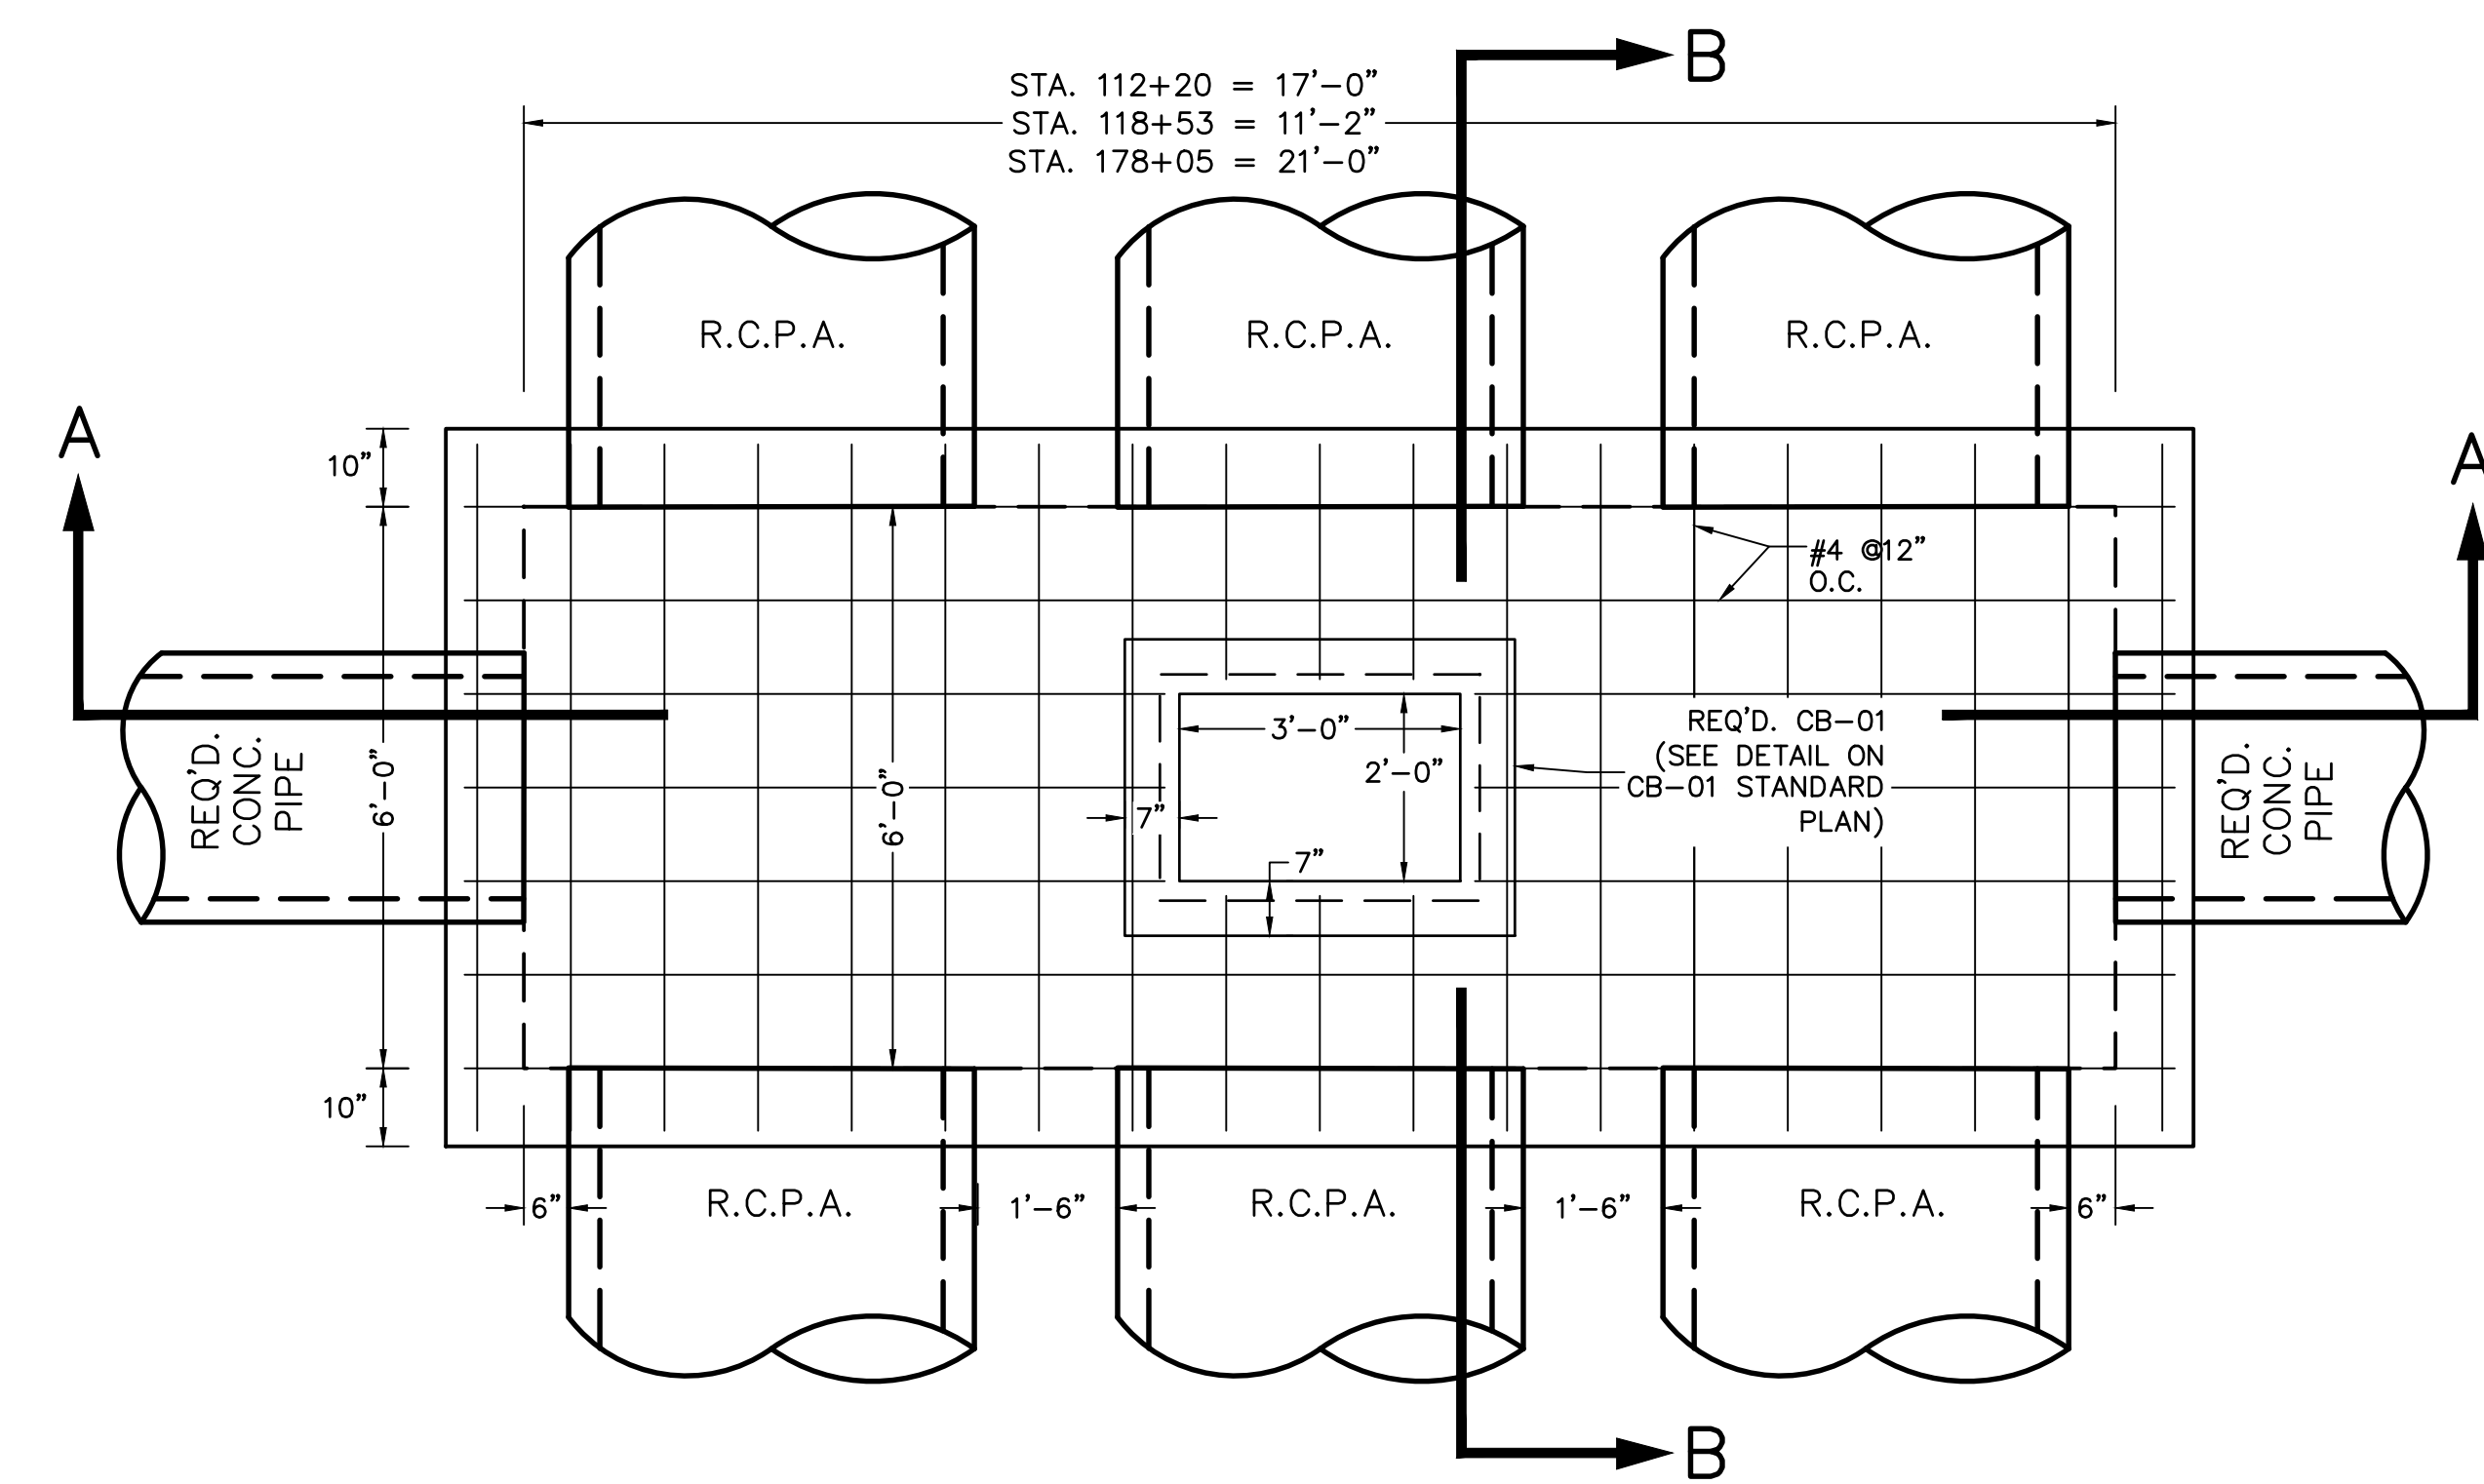 B
STA. 112+20 = 17'-0"
STA. 118+53 = 11'-2"
STA. 178+05 = 21'-0"
R.C.P.A.
R.C.P.A.
R.C.P.A.
A
A
10"
#4 @12"
O.C.
REQ'D.
CONC.
PIPE
6'-0"
6'-0"
3'-0"
2'-0"
7"
7"
REQ'D. CB-01
(SEE DETAIL ON
CB-01 STANDARD
PLAN)
REQ'D.
CONC.
PIPE
10"
6"
R.C.P.A.
1'-6"
R.C.P.A.
1'-6"
R.C.P.A.
6"
B